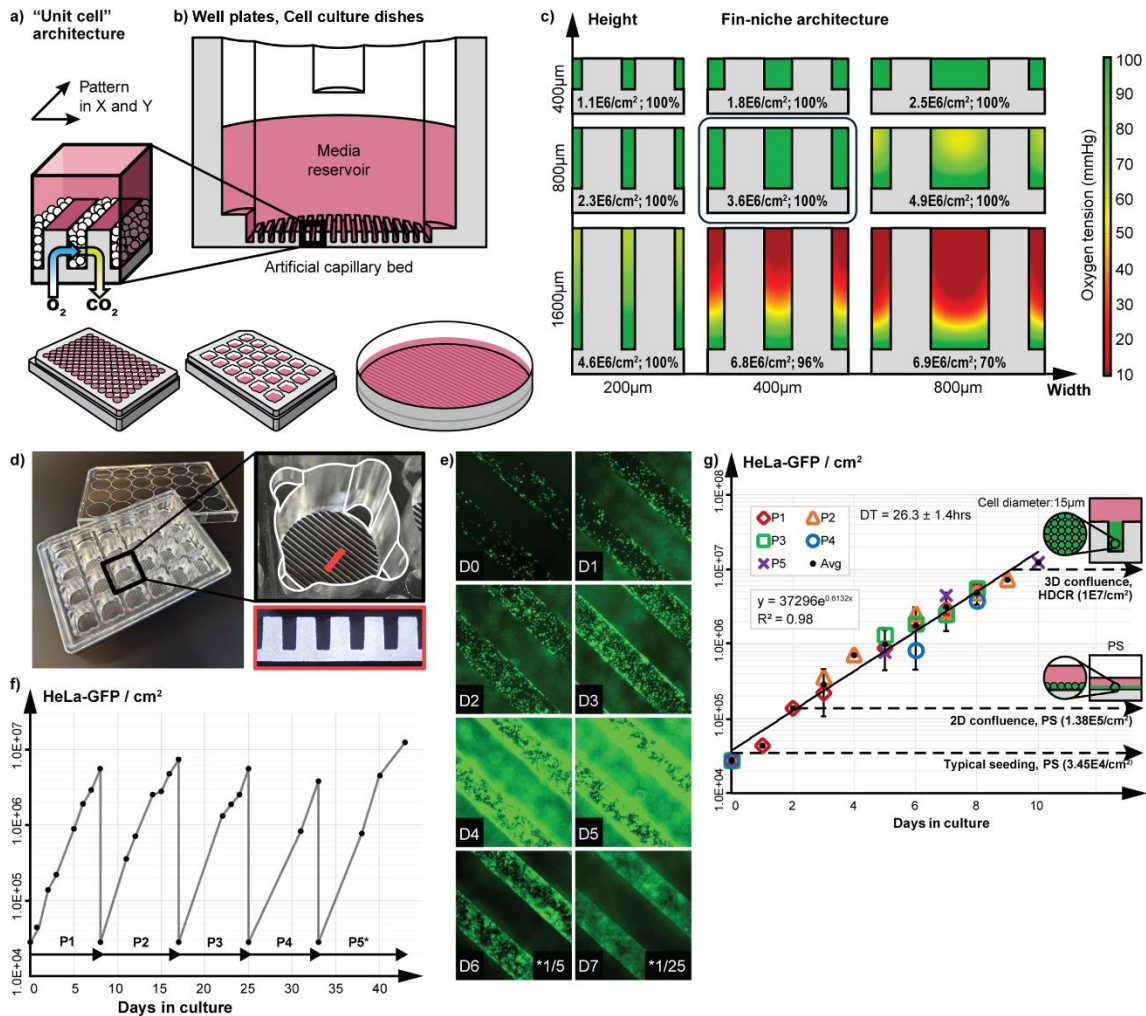 a) “Unit cell”
architecture
Pattern
in X and Y
O2
CO2
b) Well plates, Cell culture dishes
Media
reservoir
Artificial capillary bed
c)
Height
Fin-niche architecture
400µm
1.1E6/cm²; 100%
1.8E6/cm²; 100%
2.5E6/cm²; 100%
800µm
2.3E6/cm²; 100%
3.6E6/cm²; 100%
4.9E6/cm²; 100%
1600µm
4.6E6/cm²; 100%
6.8E6/cm²; 96%
6.9E6/cm²; 70%
200µm
400µm
800µm
Width
Oxygen tension (mmHg)
100
90
80
70
60
50
40
30
20
10
d)
e)
D0
D1
D2
D3
D4
D5
D6
*1/5
D7
*1/25
f)
HeLa-GFP / cm²
1.0E+07
1.0E+06
1.0E+05
1.0E+04
P1
P2
P3
P4
P5*
0
5
10
15
20
25
30
35
40
Days in culture
g)
HeLa-GFP / cm²
1.0E+08
1.0E+07
1.0E+06
1.0E+05
1.0E+04
P1
P2
P3
P4
P5
Avg
DT = 26.3 ± 1.4hrs
y = 37296e0.6132x
R² = 0.98
Cell diameter:15µm
3D confluence,
HDCR (1E7/cm²)
PS
2D confluence, PS (1.38E5/cm²)
Typical seeding, PS (3.45E4/cm²)
0
2
4
6
8
10
Days in culture